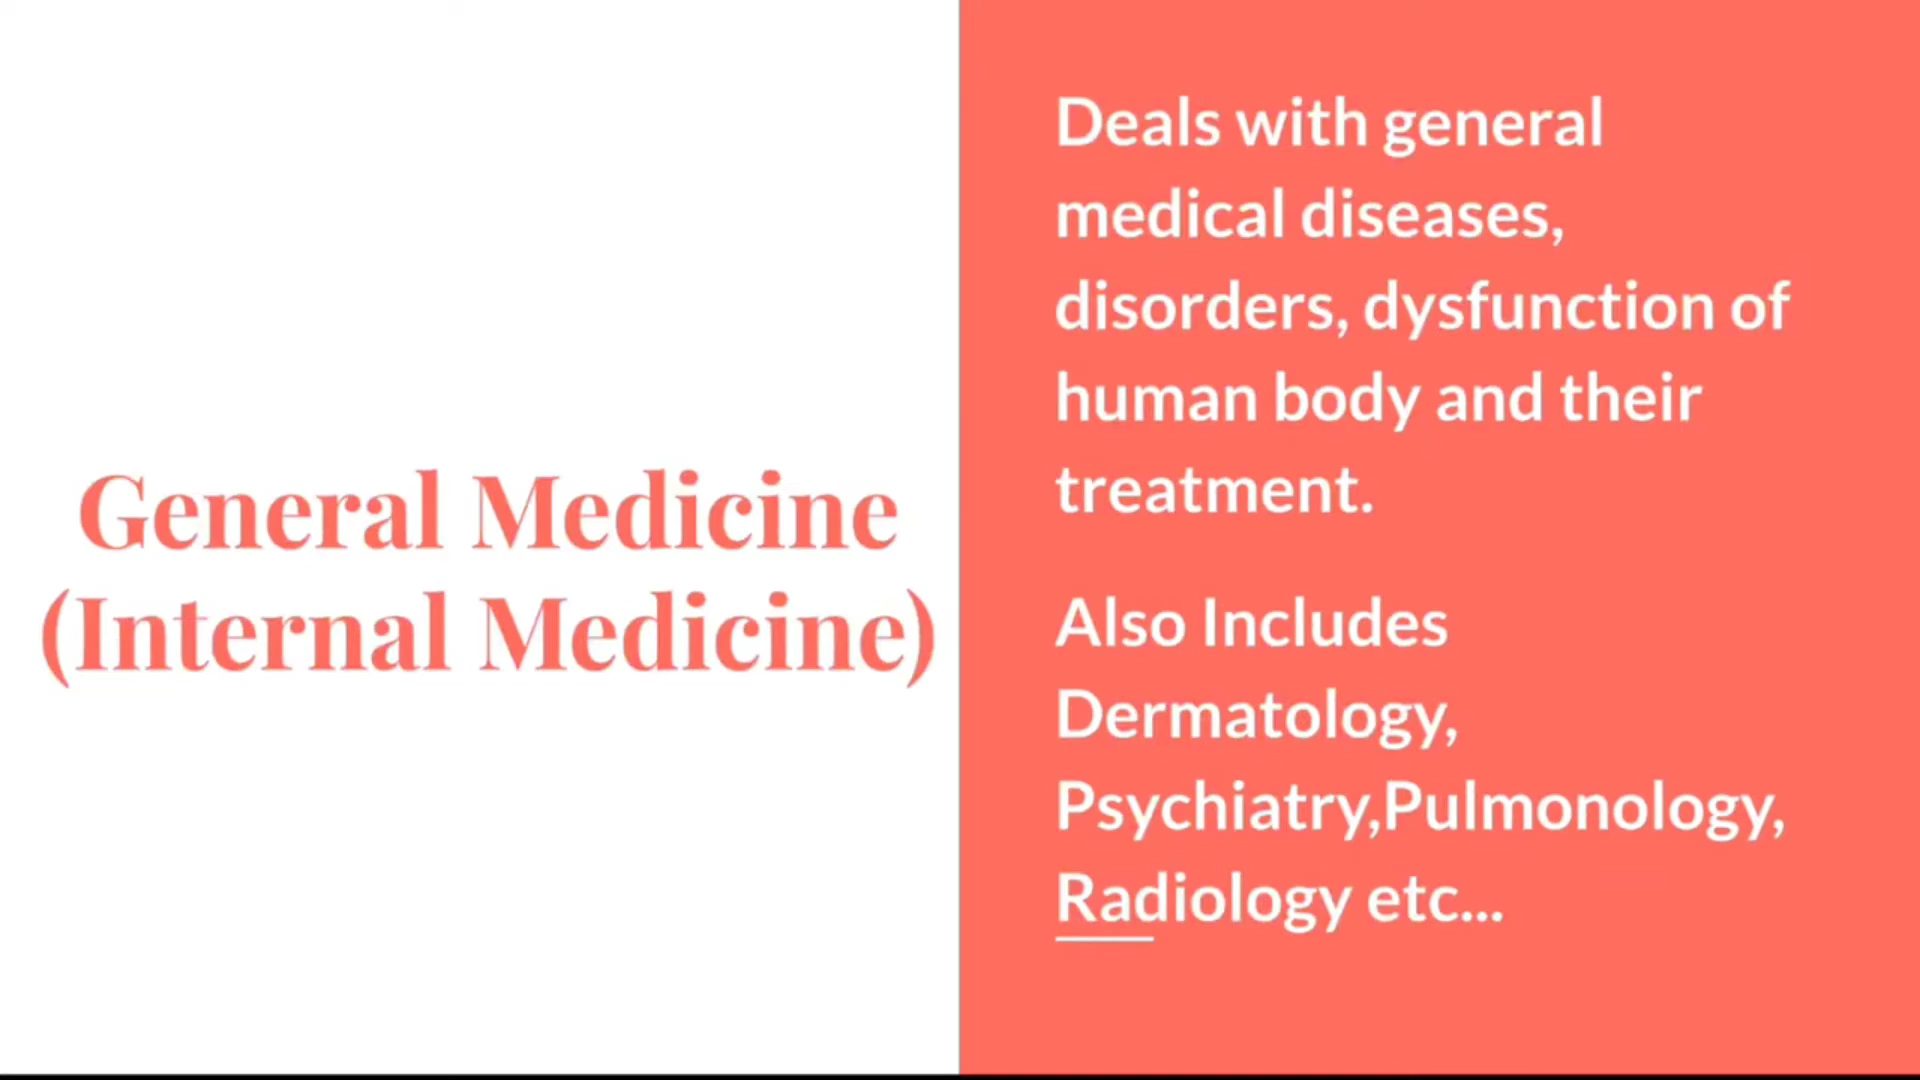 General Medicine
(Internal Medicine)
Deals with general
medical diseases,
disorders, dysfunction of
human body and their
treatment.
Also Includes
Dermatology,
Psychiatry,Pulmonology,
Radiology etc...